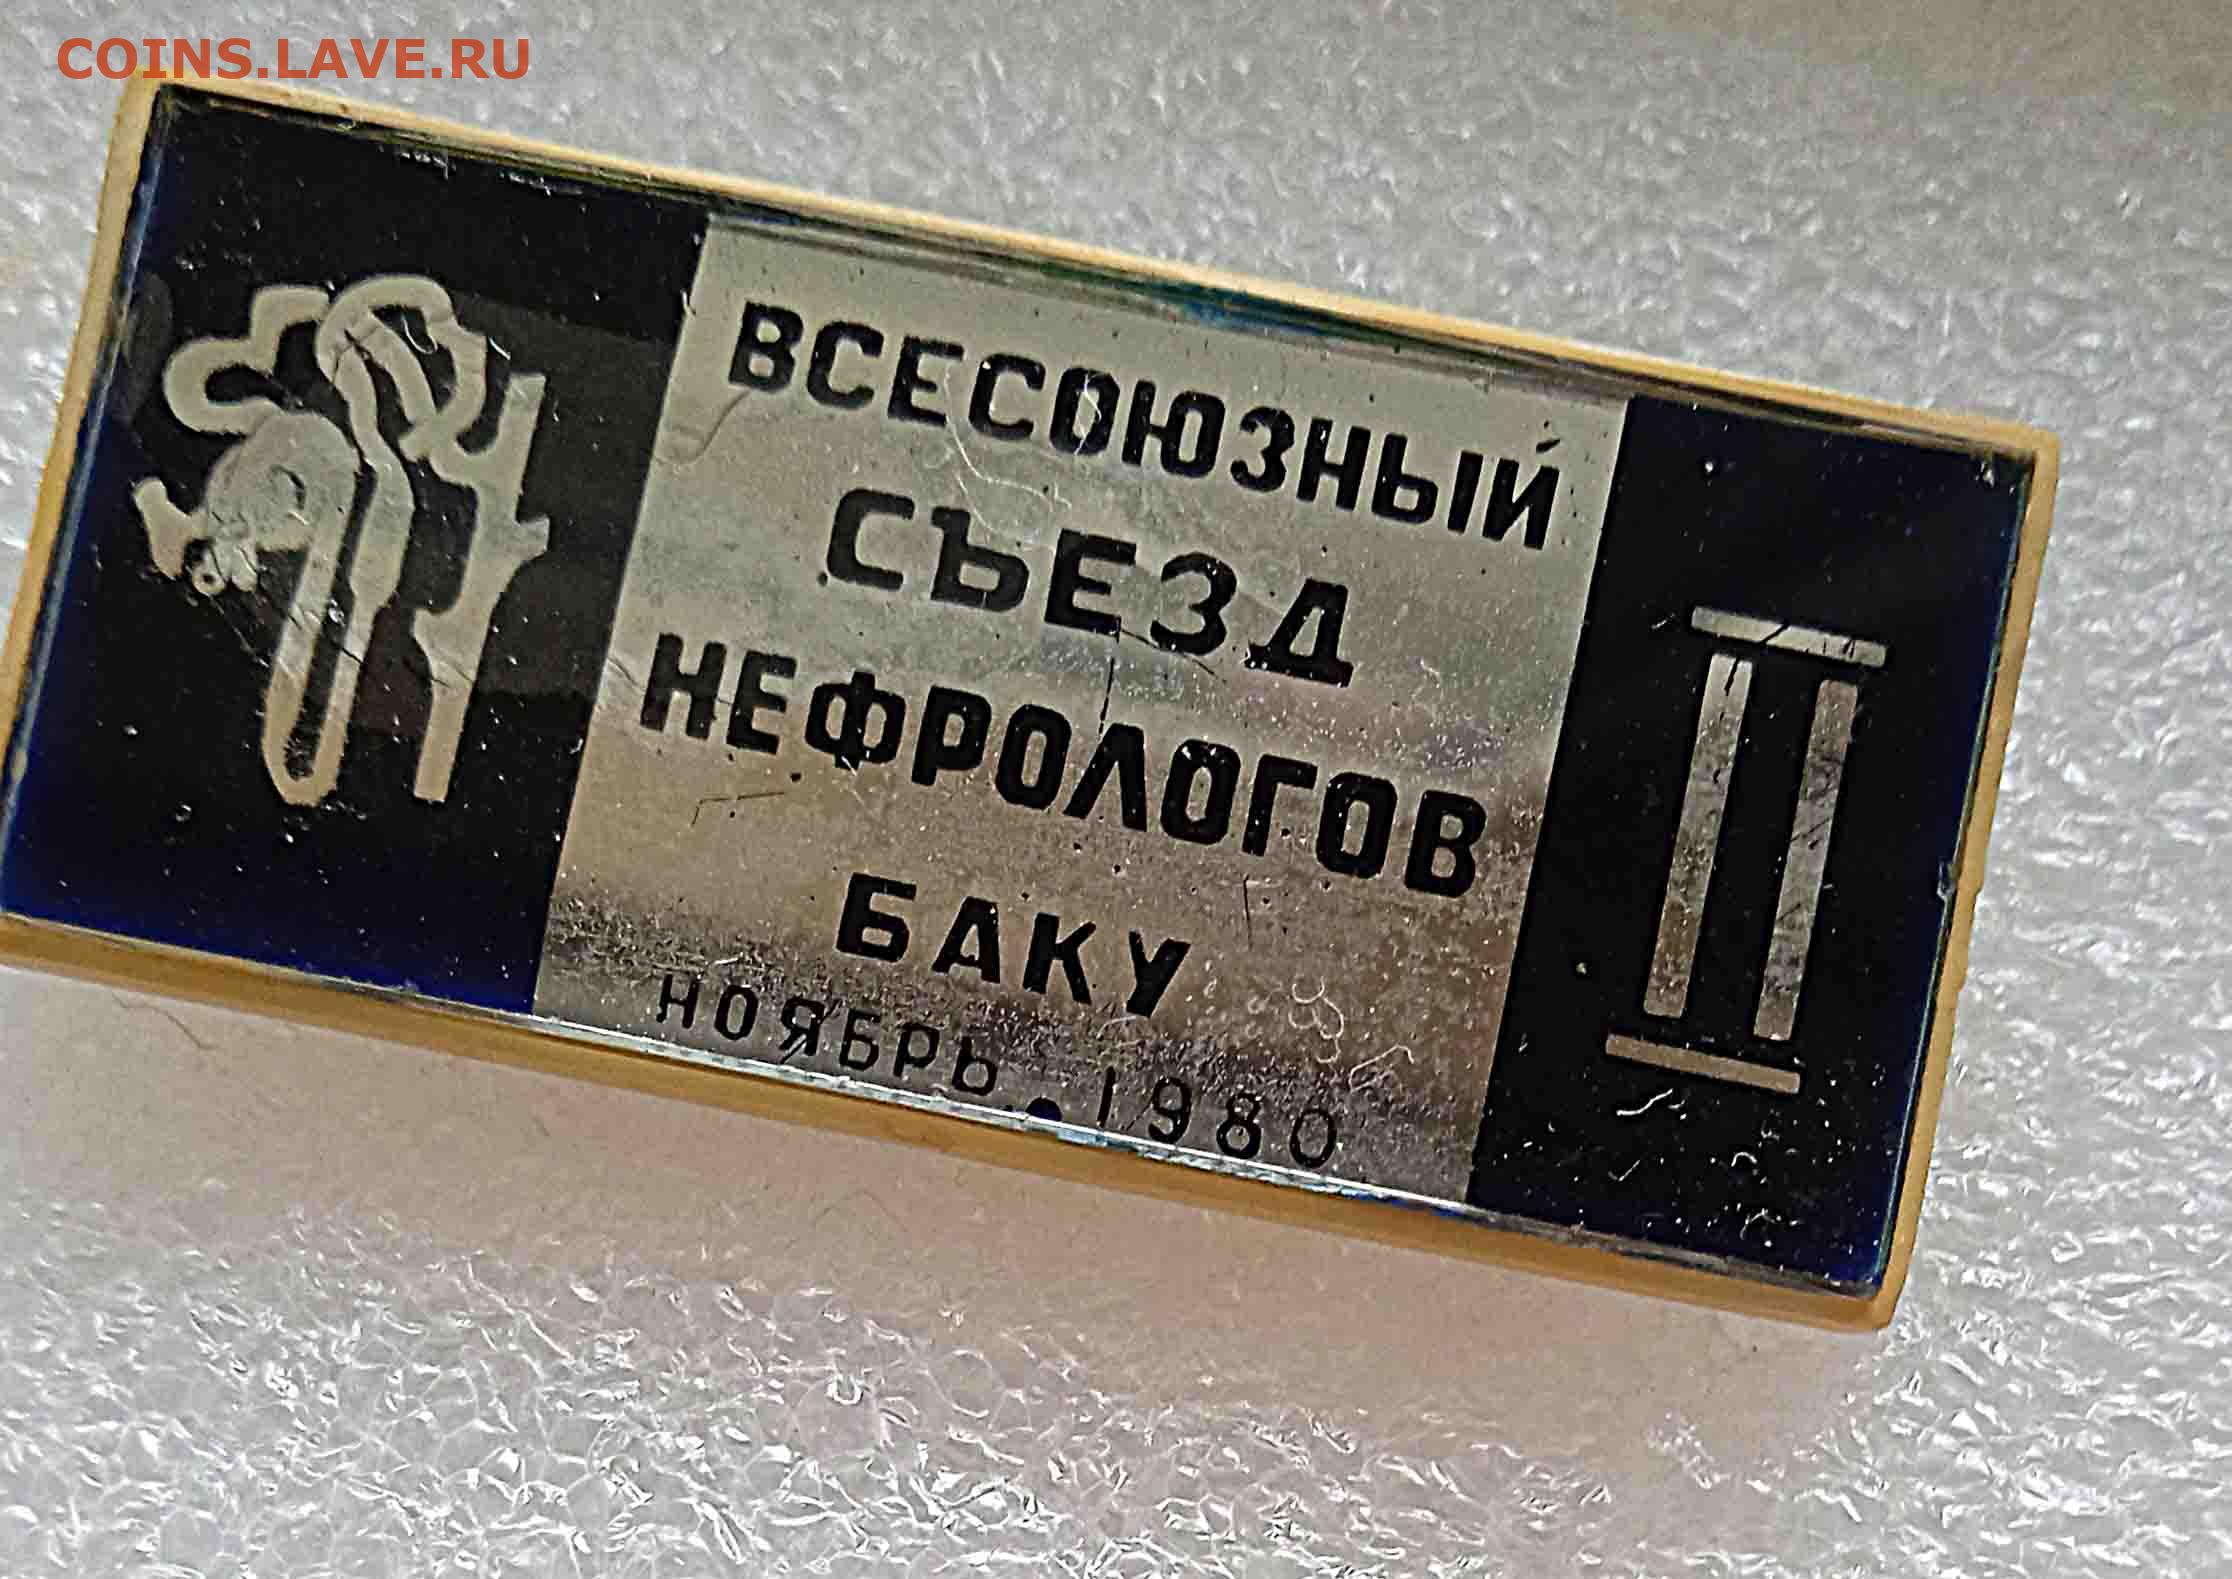 COINS.LAVE.RU
ВСЕСОЮЗНЫЙ
СЪЕЗД
НЕФРОЛОГОВ
БАКУ
НОЯБРЬ.1980
II